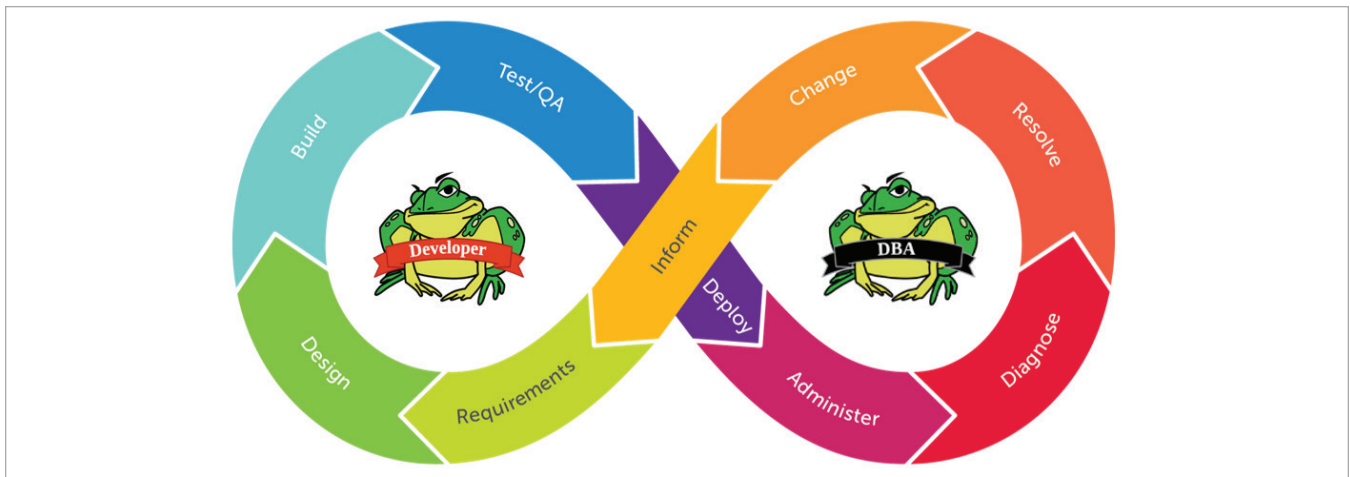 Test/QA
Change
Build
Resolve
Developer
DBA
Inform
Deploy
Design
Requirements
Administer
Diagnose